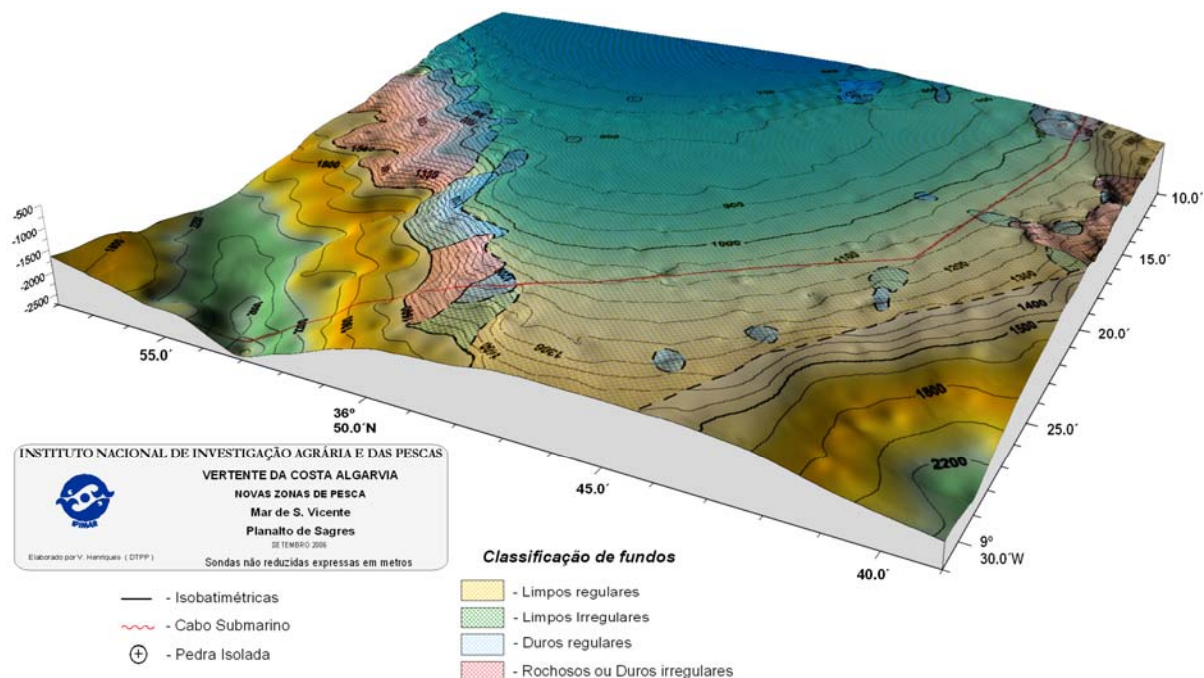 -500
-1000
-1500
-2000
-2500
55.0´
36º
50.0´N
45.0´
40.0´
9º
30.0´W
25.0´
20.0´
15.0´
10.0´
1800
900
1000
1100
1200
1300
1400
1500
1800
2200
INSTITUTO NACIONAL DE INVESTIGAÇÃO AGRÁRIA E DAS PESCAS
VERTENTE DA COSTA ALGARVIA
NOVAS ZONAS DE PESCA
Mar de S. Vicente
Planalto de Sagres
SETEMBRO 2006
IPIMAR
Elaborado por V. Henriques ( DTPP )
Sondas não reduzidas expressas em metros
- Isobatimétricas
- Cabo Submarino
- Pedra Isolada
Classificação de fundos
- Limpos regulares
- Limpos Irregulares
- Duros regulares
- Rochosos ou Duros irregulares